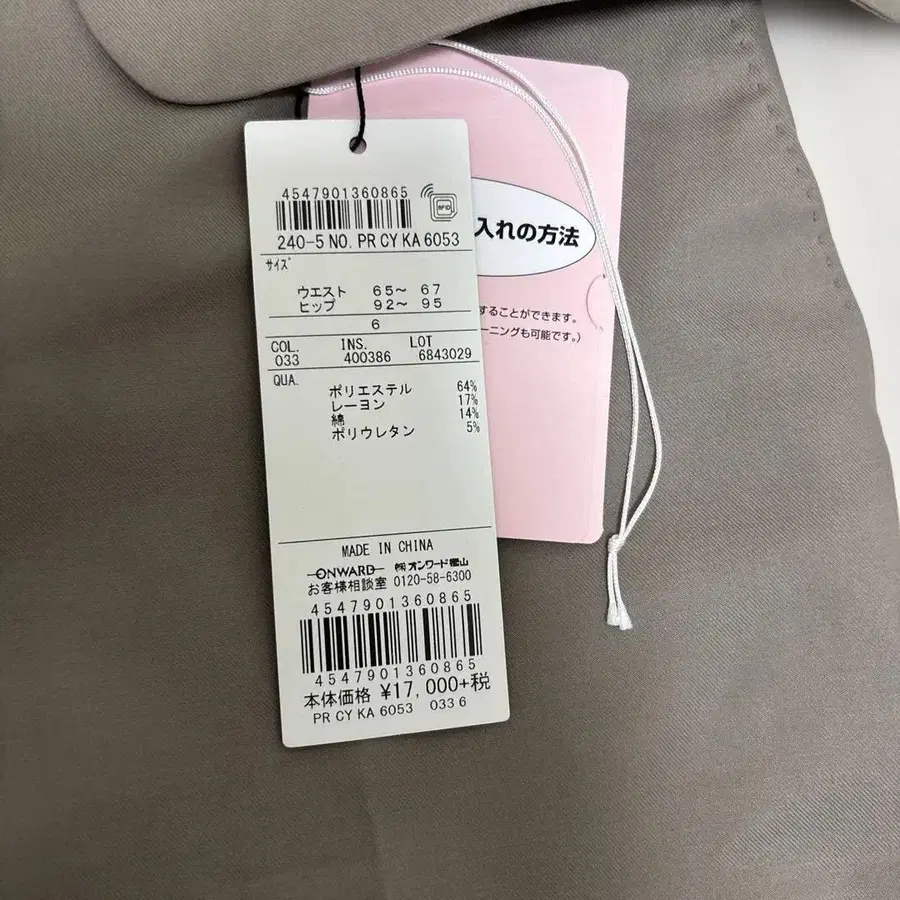 4547901360865
RFID
240-5 NO. PR CY KA 6053
サイズ
ウエスト 65〜 67
ヒップ 92〜 95
6
COL. INS. LOT
033 400386 6843029
QUA.
ポリエステル 64%
レーヨン 17%
綿 14%
ポリウレタン 5%
MADE IN CHINA
ONWARD ㈱オンワード樫山
お客様相談室 0120-58-6300
4547901360865
4547901360865
本体価格 ¥17,000+税
PR CY KA 6053 033 6
入れの方法
することができます。
ーニングも可能です。)